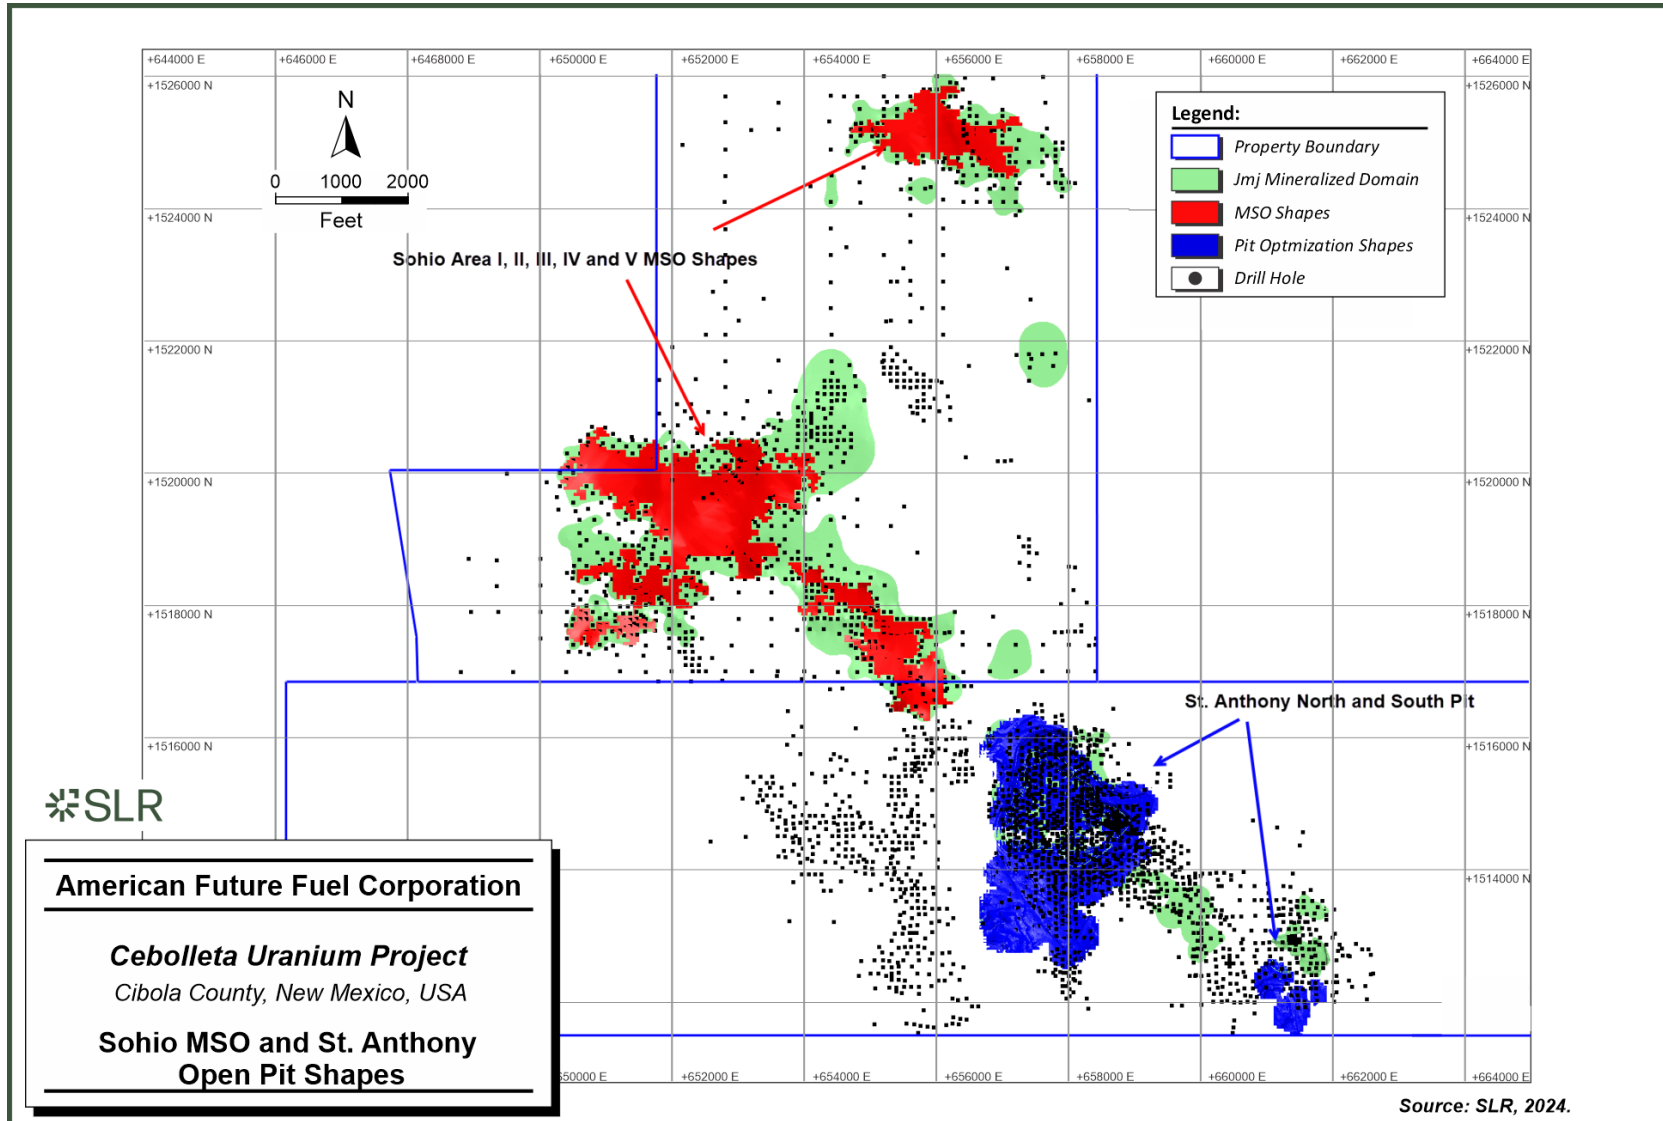 +644000 E +646000 E +6468000 E +650000 E +652000 E +654000 E +656000 E +658000 E +660000 E +662000 E +664000 E
+1526000 N +1526000 N
N
0 1000 2000
Feet
Legend:
Property Boundary
Jmj Mineralized Domain
MSO Shapes
Pit Optmization Shapes
Drill Hole
+1524000 N +1524000 N
Sohio Area I, II, III, IV and V MSO Shapes
+1522000 N +1522000 N
+1520000 N +1520000 N
+1518000 N +1518000 N
St. Anthony North and South Pit
+1516000 N +1516000 N
SLR
+1514000 N
American Future Fuel Corporation
Cebolleta Uranium Project
Cibola County, New Mexico, USA
Sohio MSO and St. Anthony
Open Pit Shapes
50000 E +652000 E +654000 E +656000 E +658000 E +660000 E +662000 E +664000 E
Source: SLR, 2024.